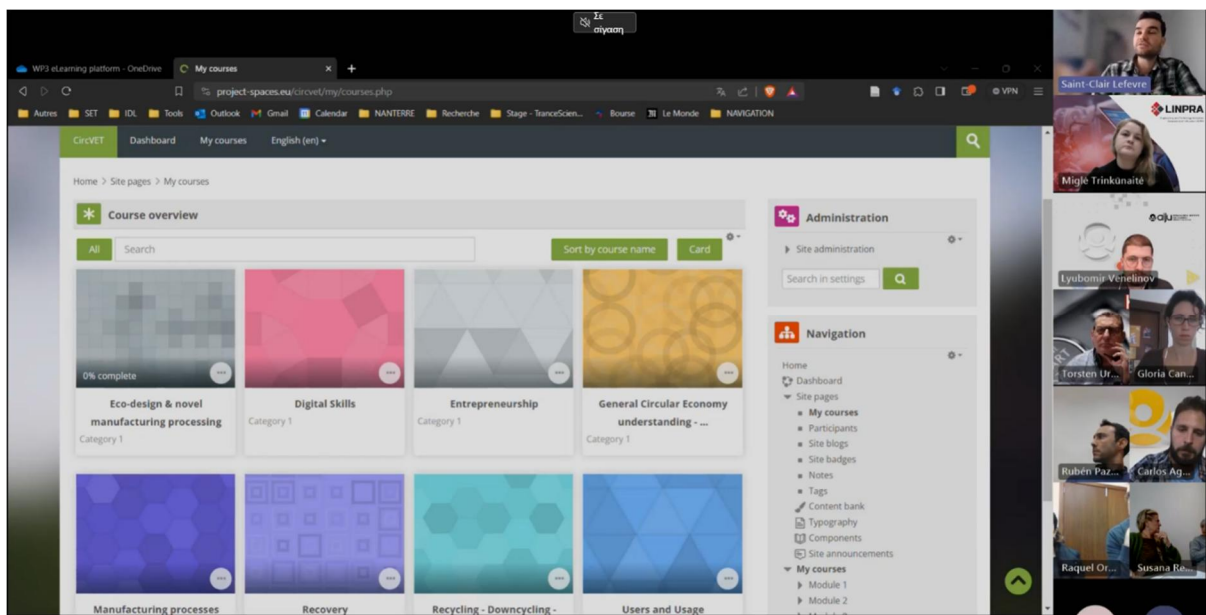 Σε
σίγαση
WP3 eLearning platform - OneDrive
My courses
project-spaces.eu/circvet/my/courses.php
VPN
Autres
SET
IDL
Tools
Outlook
Gmail
Calendar
NANTERRE
Recherche
Stage - TranceScien...
Bourse
Le Monde
NAVIGATION
CircVET
Dashboard
My courses
English (en)
Home > Site pages > My courses
Course overview
All
Search
Sort by course name
Card
0% complete
Eco-design & novel
manufacturing processing
Category 1
Digital Skills
Category 1
Entrepreneurship
Category 1
General Circular Economy
understanding - ...
Category 1
Manufacturing processes
Recovery
Recycling - Downcycling -
Users and Usage
Administration
Site administration
Search in settings
Navigation
Home
Dashboard
Site pages
My courses
Participants
Site blogs
Site badges
Notes
Tags
Content bank
Typography
Components
Site announcements
My courses
Module 1
Module 2
Saint-Clair Lefevre
LINPRA
Miglė Trinkūnaitė
Lyubomir Venelinov
Torsten Ur...
Gloria Can...
Rubén Paz...
Carlos Ag...
Raquel Or...
Susana Re...